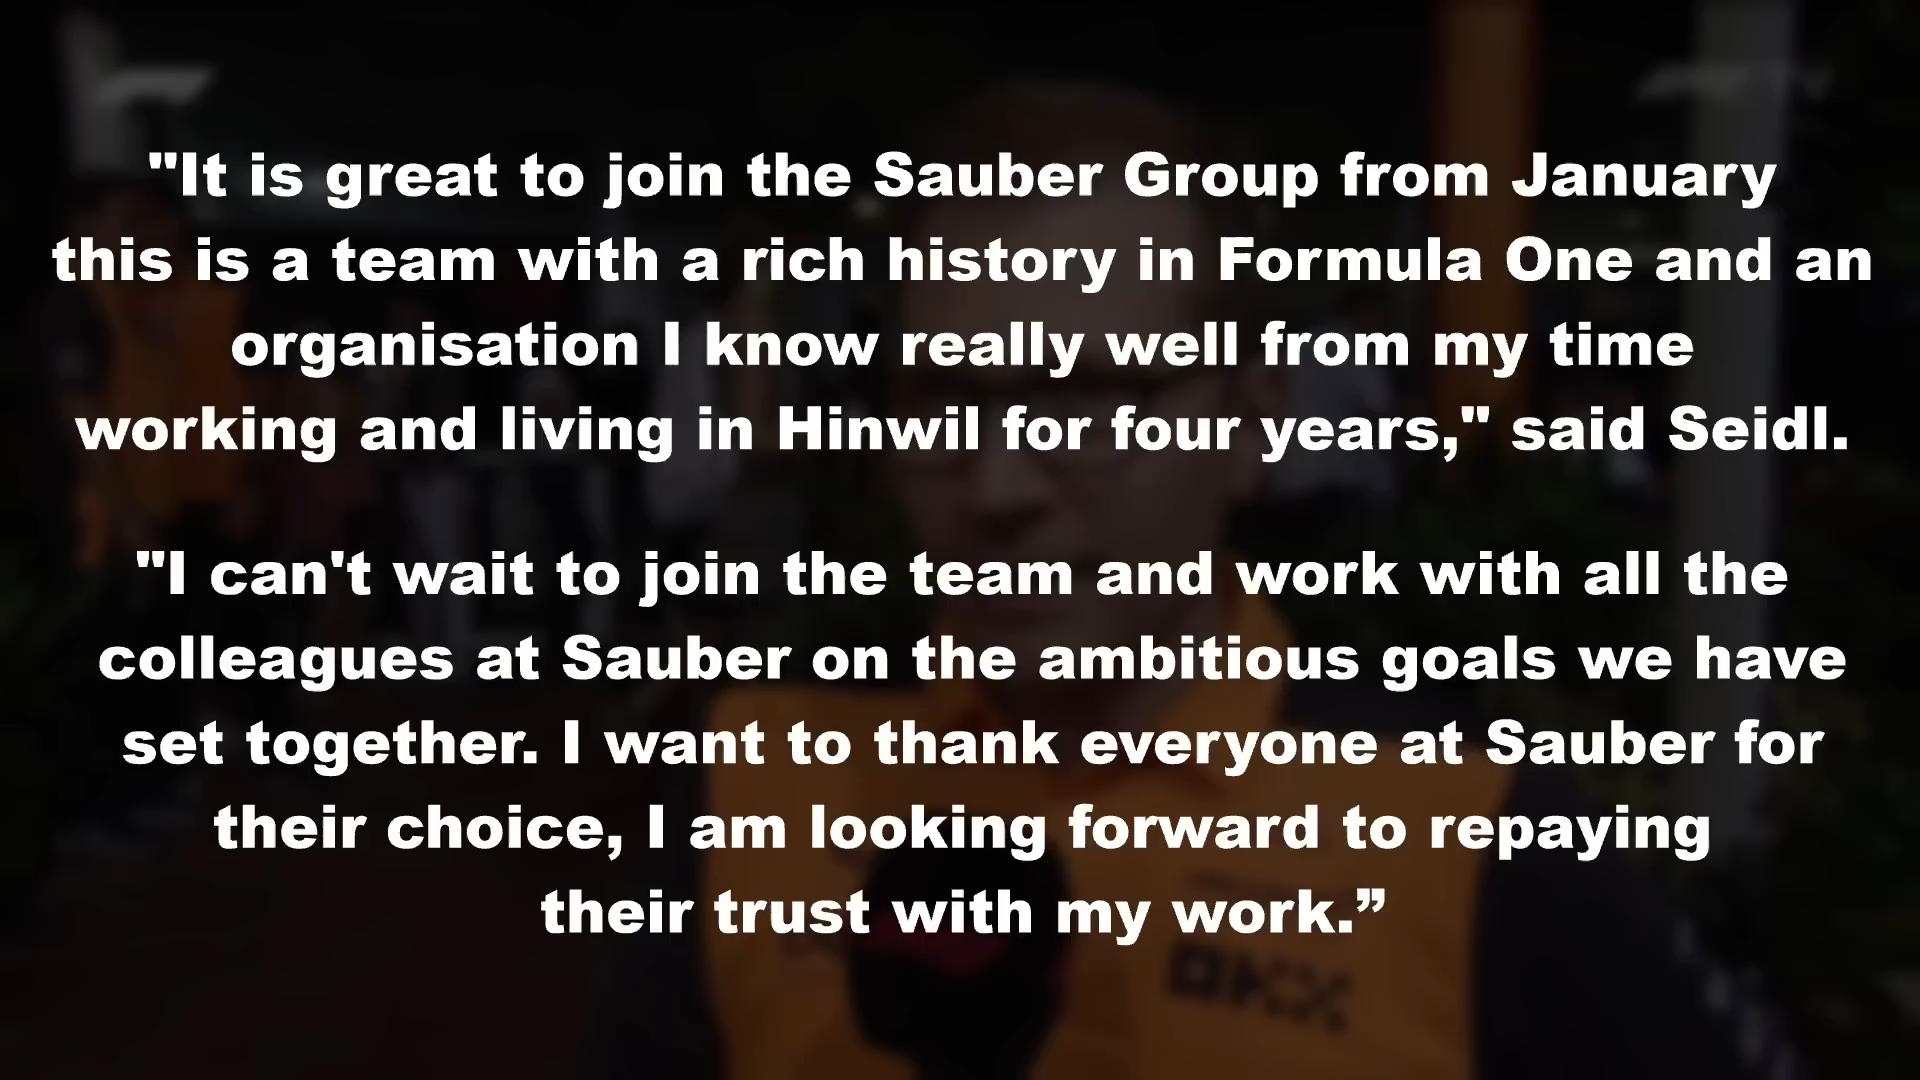 "It is great to join the Sauber Group from January
this is a team with a rich history in Formula One and an
organisation I know really well from my time
working and living in Hinwil for four years," said Seidl.
"I can't wait to join the team and work with all the
colleagues at Sauber on the ambitious goals we have
set together. I want to thank everyone at Sauber for
their choice, I am looking forward to repaying
their trust with my work.”
OKX